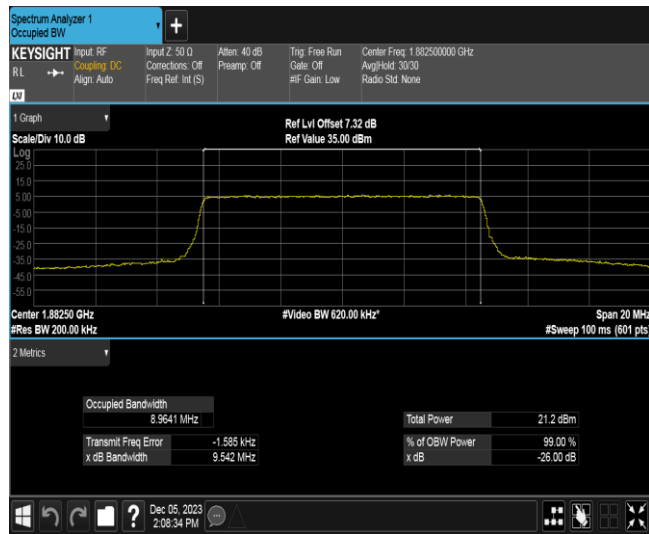 Spectrum Analyzer 1
Occupied BW
+
KEYSIGHT
RL
LXI
Input: RF
Coupling: DC
Align: Auto
Input Z: 50 Ω
Corrections: Off
Freq Ref: Int (S)
Atten: 40 dB
Preamp: Off
Trig: Free Run
Gate: Off
#IF Gain: Low
Center Freq: 1.882500000 GHz
Avg|Hold: 30/30
Radio Std: None
1 Graph
Scale/Div 10.0 dB
Ref Lvl Offset 7.32 dB
Ref Value 35.00 dBm
Log
25.0
15.0
5.00
-5.00
-15.0
-25.0
-35.0
-45.0
-55.0
Center 1.88250 GHz
#Video BW 620.00 kHz*
Span 20 MHz
#Res BW 200.00 kHz
#Sweep 100 ms (601 pts)
2 Metrics
Occupied Bandwidth
8.9641 MHz
Total Power 21.2 dBm
Transmit Freq Error -1.585 kHz
% of OBW Power 99.00 %
x dB Bandwidth 9.542 MHz
x dB -26.00 dB
?
Dec 05, 2023
2:08:34 PM